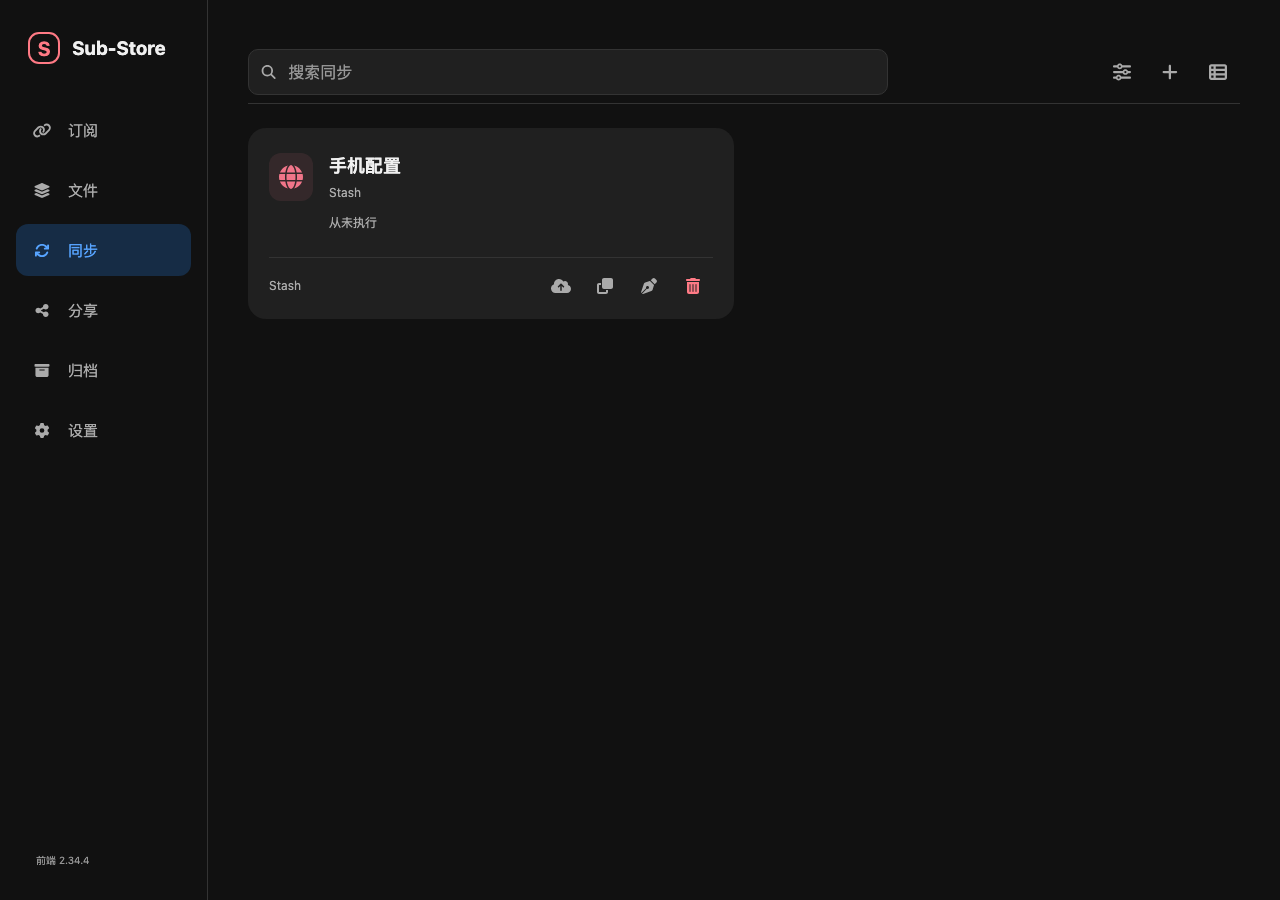 S Sub-Store
订阅
文件
同步
分享
归档
设置
前端 2.34.4
搜索同步
手机配置
Stash
从未执行
Stash